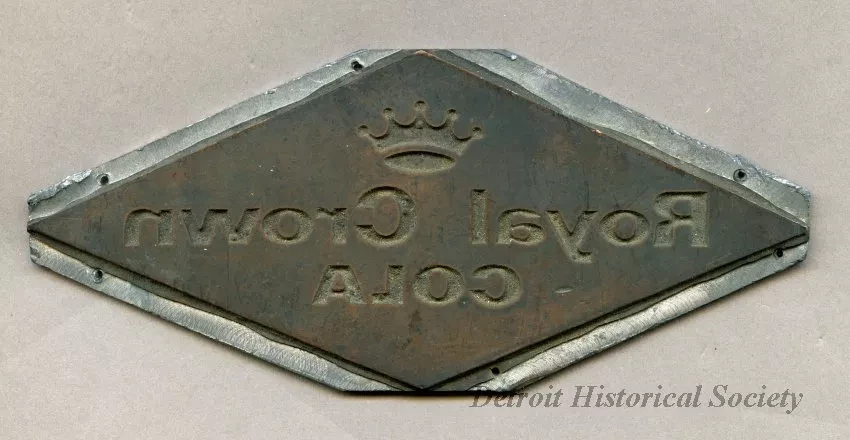 Royal Crown
COLA
Detroit Historical Society